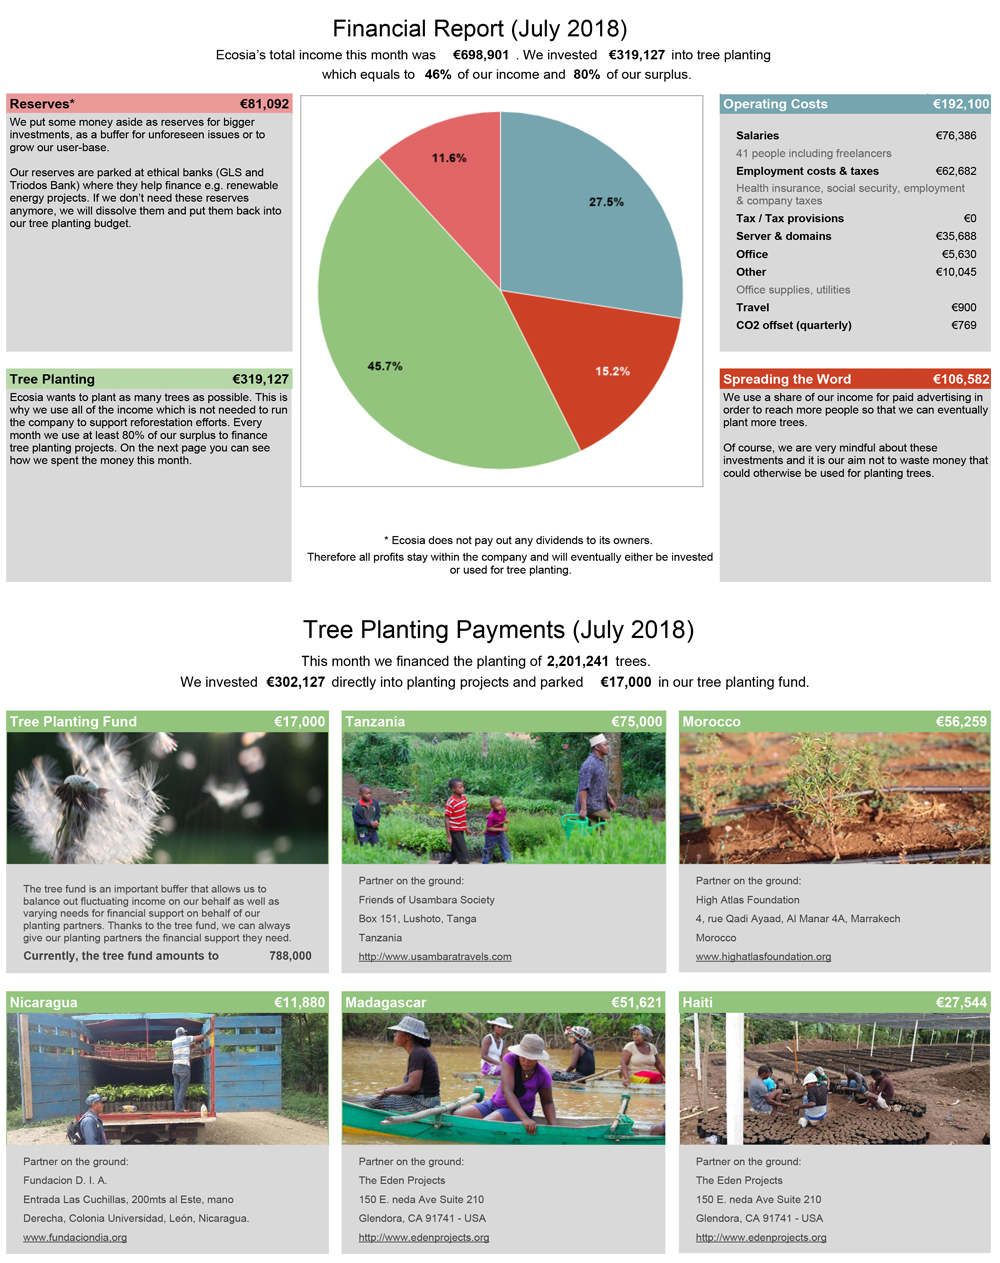 Financial Report (July 2018)
Ecosia's total income this month was €698,901 . We invested €319,127 into tree planting
which equals to 46% of our income and 80% of our surplus.
Reserves* €81,092
We put some money aside as reserves for bigger
investments, as a buffer for unforeseen issues or to
grow our user-base.
Our reserves are parked at ethical banks (GLS and
Triodos Bank) where they help finance e.g. renewable
energy projects. If we don't need these reserves
anymore, we will dissolve them and put them back into
our tree planting budget.
Tree Planting €319,127
Ecosia wants to plant as many trees as possible. This is
why we use all of the income which is not needed to run
the company to support reforestation efforts. Every
month we use at least 80% of our surplus to finance
tree planting projects. On the next page you can see
how we spent the money this month.
11.6%
27.5%
45.7%
15.2%
* Ecosia does not pay out any dividends to its owners.
Therefore all profits stay within the company and will eventually either be invested
or used for tree planting.
Operating Costs €192,100
Salaries €76,386
41 people including freelancers
Employment costs & taxes €62,682
Health insurance, social security, employment
& company taxes
Tax / Tax provisions €0
Server & domains €35,688
Office €5,630
Other €10,045
Office supplies, utilities
Travel €900
CO2 offset (quarterly) €769
Spreading the Word €106,582
We use a share of our income for paid advertising in
order to reach more people so that we can eventually
plant more trees.
Of course, we are very mindful about these
investments and it is our aim not to waste money that
could otherwise be used for planting trees.
Tree Planting Payments (July 2018)
This month we financed the planting of 2,201,241 trees.
We invested €302,127 directly into planting projects and parked €17,000 in our tree planting fund.
Tree Planting Fund €17,000
The tree fund is an important buffer that allows us to
balance out fluctuating income on our behalf as well as
varying needs for financial support on behalf of our
planting partners. Thanks to the tree fund, we can always
give our planting partners the financial support they need.
Currently, the tree fund amounts to 788,000
Tanzania €75,000
Partner on the ground:
Friends of Usambara Society
Box 151, Lushoto, Tanga
Tanzania
http://www.usambaratravels.com
Morocco €56,259
Partner on the ground:
High Atlas Foundation
4, rue Qadi Ayaad, Al Manar 4A, Marrakech
Morocco
www.highatlasfoundation.org
Nicaragua €11,880
Partner on the ground:
Fundacion D. I. A.
Entrada Las Cuchillas, 200mts al Este, mano
Derecha, Colonia Universidad, León, Nicaragua.
www.fundaciondia.org
Madagascar €51,621
Partner on the ground:
The Eden Projects
150 E. neda Ave Suite 210
Glendora, CA 91741 - USA
http://www.edenprojects.org
Haiti €27,544
Partner on the ground:
The Eden Projects
150 E. neda Ave Suite 210
Glendora, CA 91741 - USA
http://www.edenprojects.org